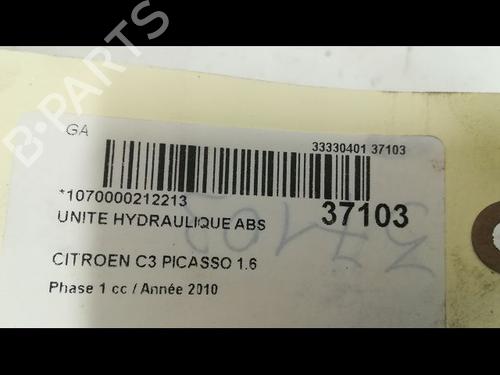 B-PARTS
GA
33330401 37103
*1070000212213
37103
UNITE HYDRAULIQUE ABS
37102
CITROEN C3 PICASSO 1.6
Phase 1 cc / Année 2010